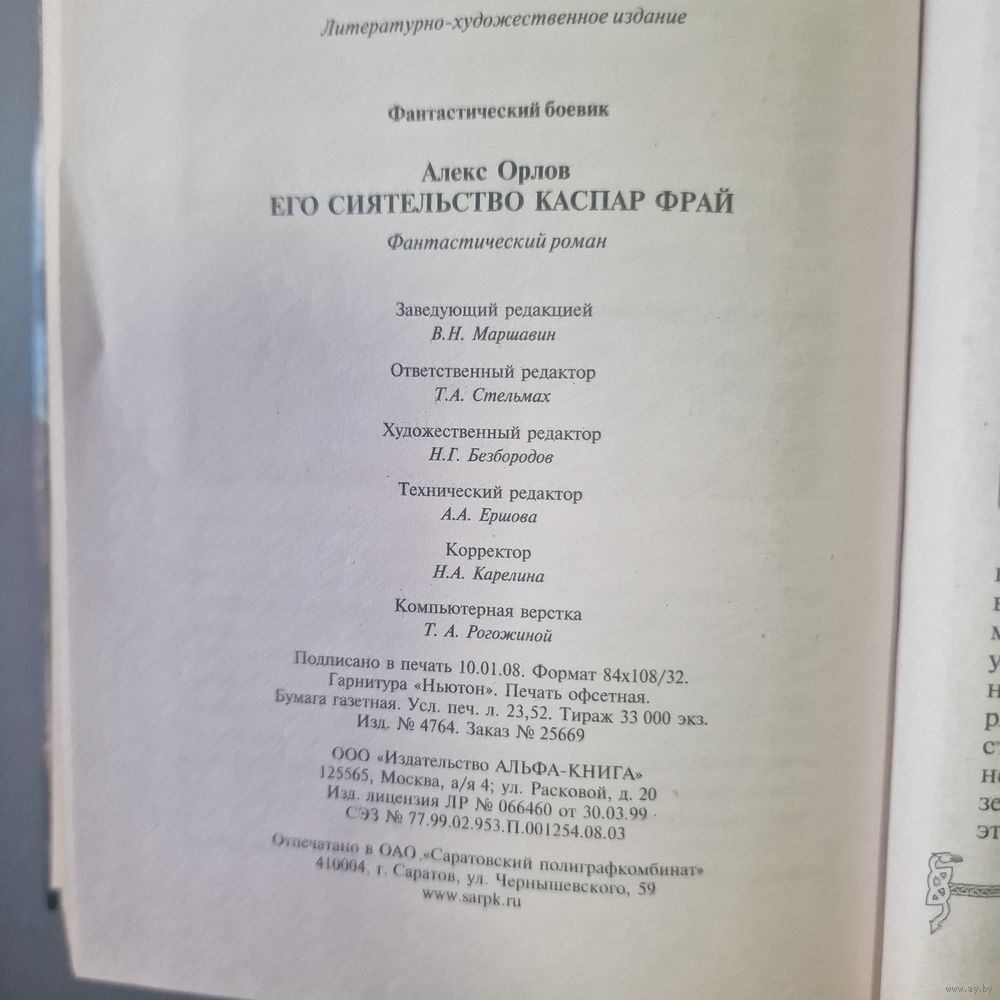 Литературно-художественное издание
Фантастический боевик
Алекс Орлов
ЕГО СИЯТЕЛЬСТВО КАСПАР ФРАЙ
Фантастический роман
Заведующий редакцией
В.Н. Маршавин
Ответственный редактор
Т.А. Стельмах
Художественный редактор
Н.Г. Безбородов
Технический редактор
А.А. Ершова
Корректор
Н.А. Карелина
Компьютерная верстка
Т. А. Рогожиной
Подписано в печать 10.01.08. Формат 84х108/32.
Гарнитура «Ньютон». Печать офсетная.
Бумага газетная. Усл. печ. л. 23,52. Тираж 33 000 экз.
Изд. № 4764. Заказ № 25669
ООО «Издательство АЛЬФА-КНИГА»
125565, Москва, а/я 4; ул. Расковой, д. 20
Изд. лицензия ЛР № 066460 от 30.03.99
СЭЗ № 77.99.02.953.П.001254.08.03
Отпечатано в ОАО «Саратовский полиграфкомбинат»
410004, г. Саратов, ул. Чернышевского, 59
www.sarpk.ru
www.ay.by